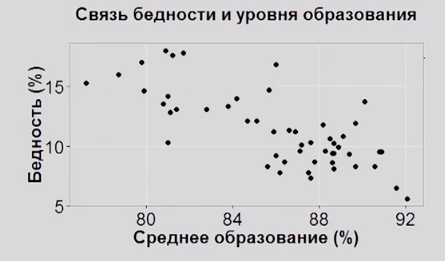 Связь бедности и уровня образования
Бедность (%)
15
10
5
80 84 88 92
Среднее образование (%)